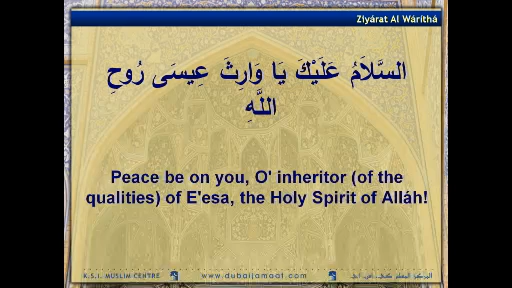 Ziyárat Al Wárithá
السَّلاَمُ عَلَيْكَ يَا وَارِثَ عِيسَى رُوحِ
اللَّهِ
Peace be on you, O' inheritor (of the
qualities) of E'esa, the Holy Spirit of Alláh!
K.S.I. MUSLIM CENTRE www.dubaijamaat.com